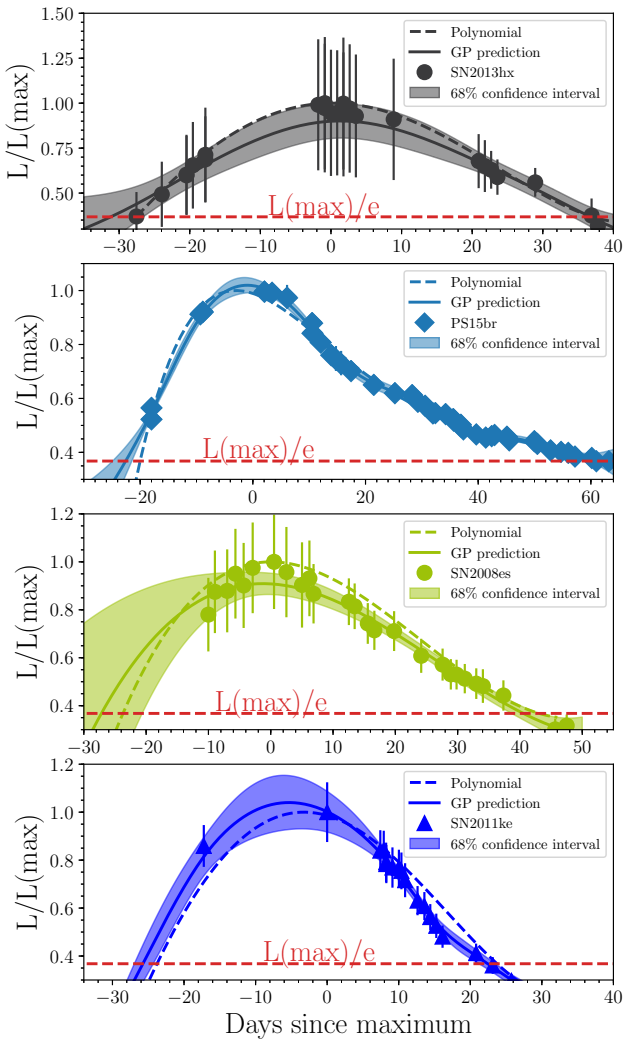 1.50
1.25
1.00
0.75
0.50
L/L(max)
Polynomial
GP prediction
SN2013hx
68% confidence interval
L(max)/e
−30 −20 −10 0 10 20 30 40
1.0
0.8
0.6
0.4
L/L(max)
Polynomial
GP prediction
PS15br
68% confidence interval
L(max)/e
−20 0 20 40 60
1.2
1.0
0.8
0.6
0.4
L/L(max)
Polynomial
GP prediction
SN2008es
68% confidence interval
L(max)/e
−30 −20 −10 0 10 20 30 40 50
1.2
1.0
0.8
0.6
0.4
L/L(max)
Polynomial
GP prediction
SN2011ke
68% confidence interval
L(max)/e
−30 −20 −10 0 10 20 30 40
Days since maximum